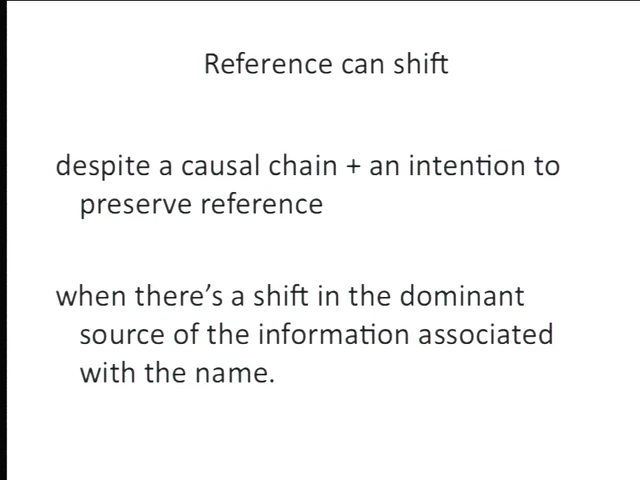 Reference can shift
despite a causal chain + an intention to
preserve reference
when there's a shift in the dominant
source of the information associated
with the name.